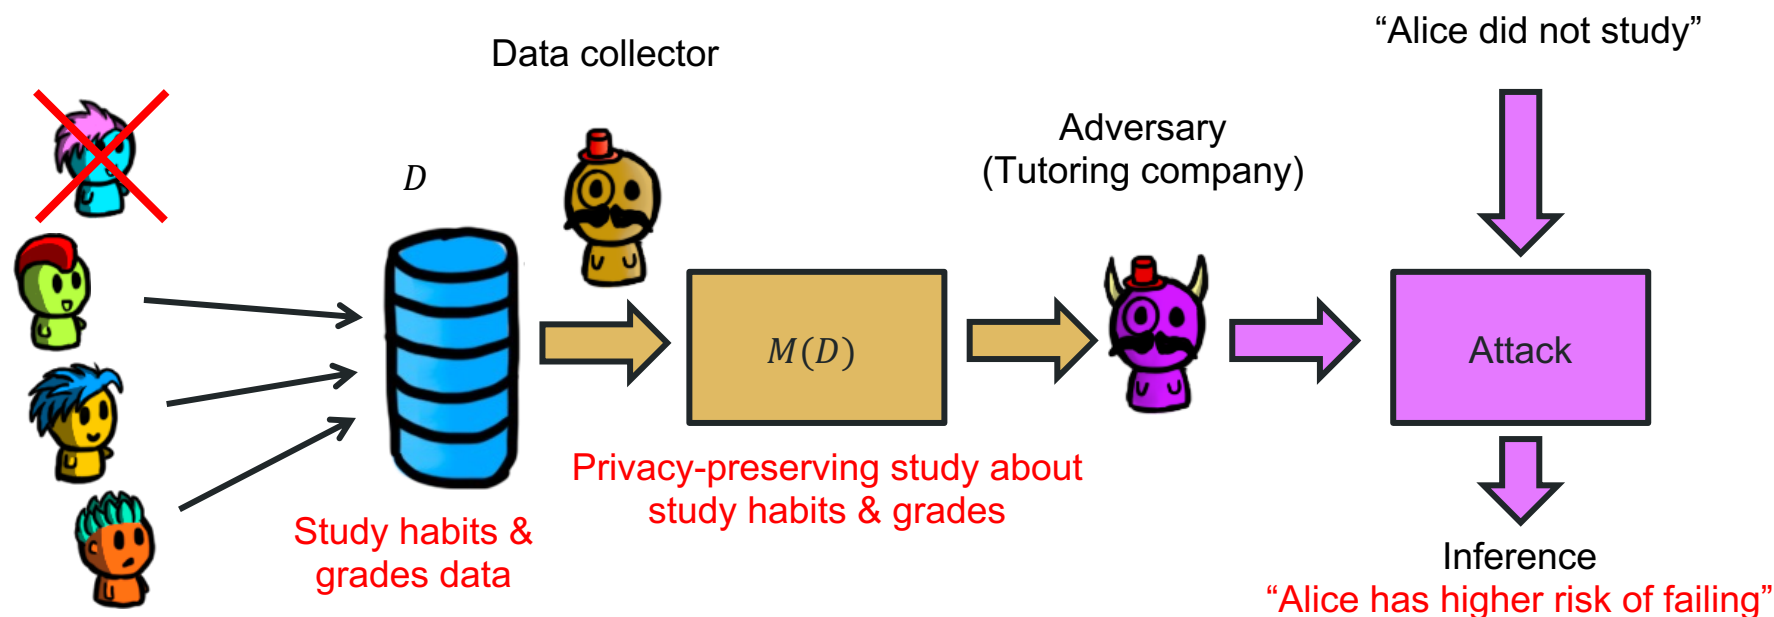 Data collector
“Alice did not study”
Adversary
(Tutoring company)
D
M(D)
Attack
Privacy-preserving study about
study habits & grades
Study habits &
grades data
Inference
“Alice has higher risk of failing”